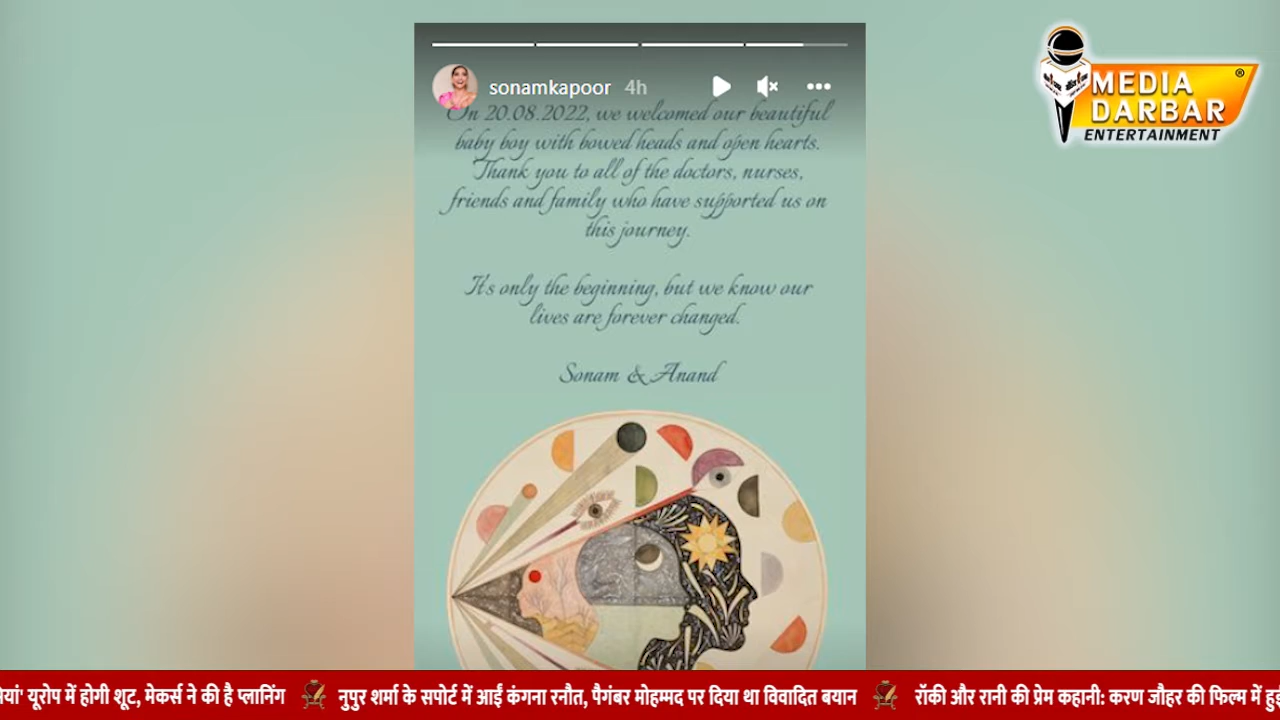 sonamkapoor 4h
On 20.08.2022, we welcomed our beautiful
baby boy with bowed heads and open hearts.
Thank you to all of the doctors, nurses,
friends and family who have supported us on
this journey.
It's only the beginning, but we know our
lives are forever changed.
Sonam & Anand
MEDIA
DARBAR
ENTERTAINMENT
यूरोप में होगी शूट, मेकर्स ने की है प्लानिंग नुपुर शर्मा के सपोर्ट में आईं कंगना रनौत, पैगंबर मोहम्मद पर दिया था विवादित बयान रॉकी और रानी की प्रेम कहानी: करण जौहर की फिल्म में